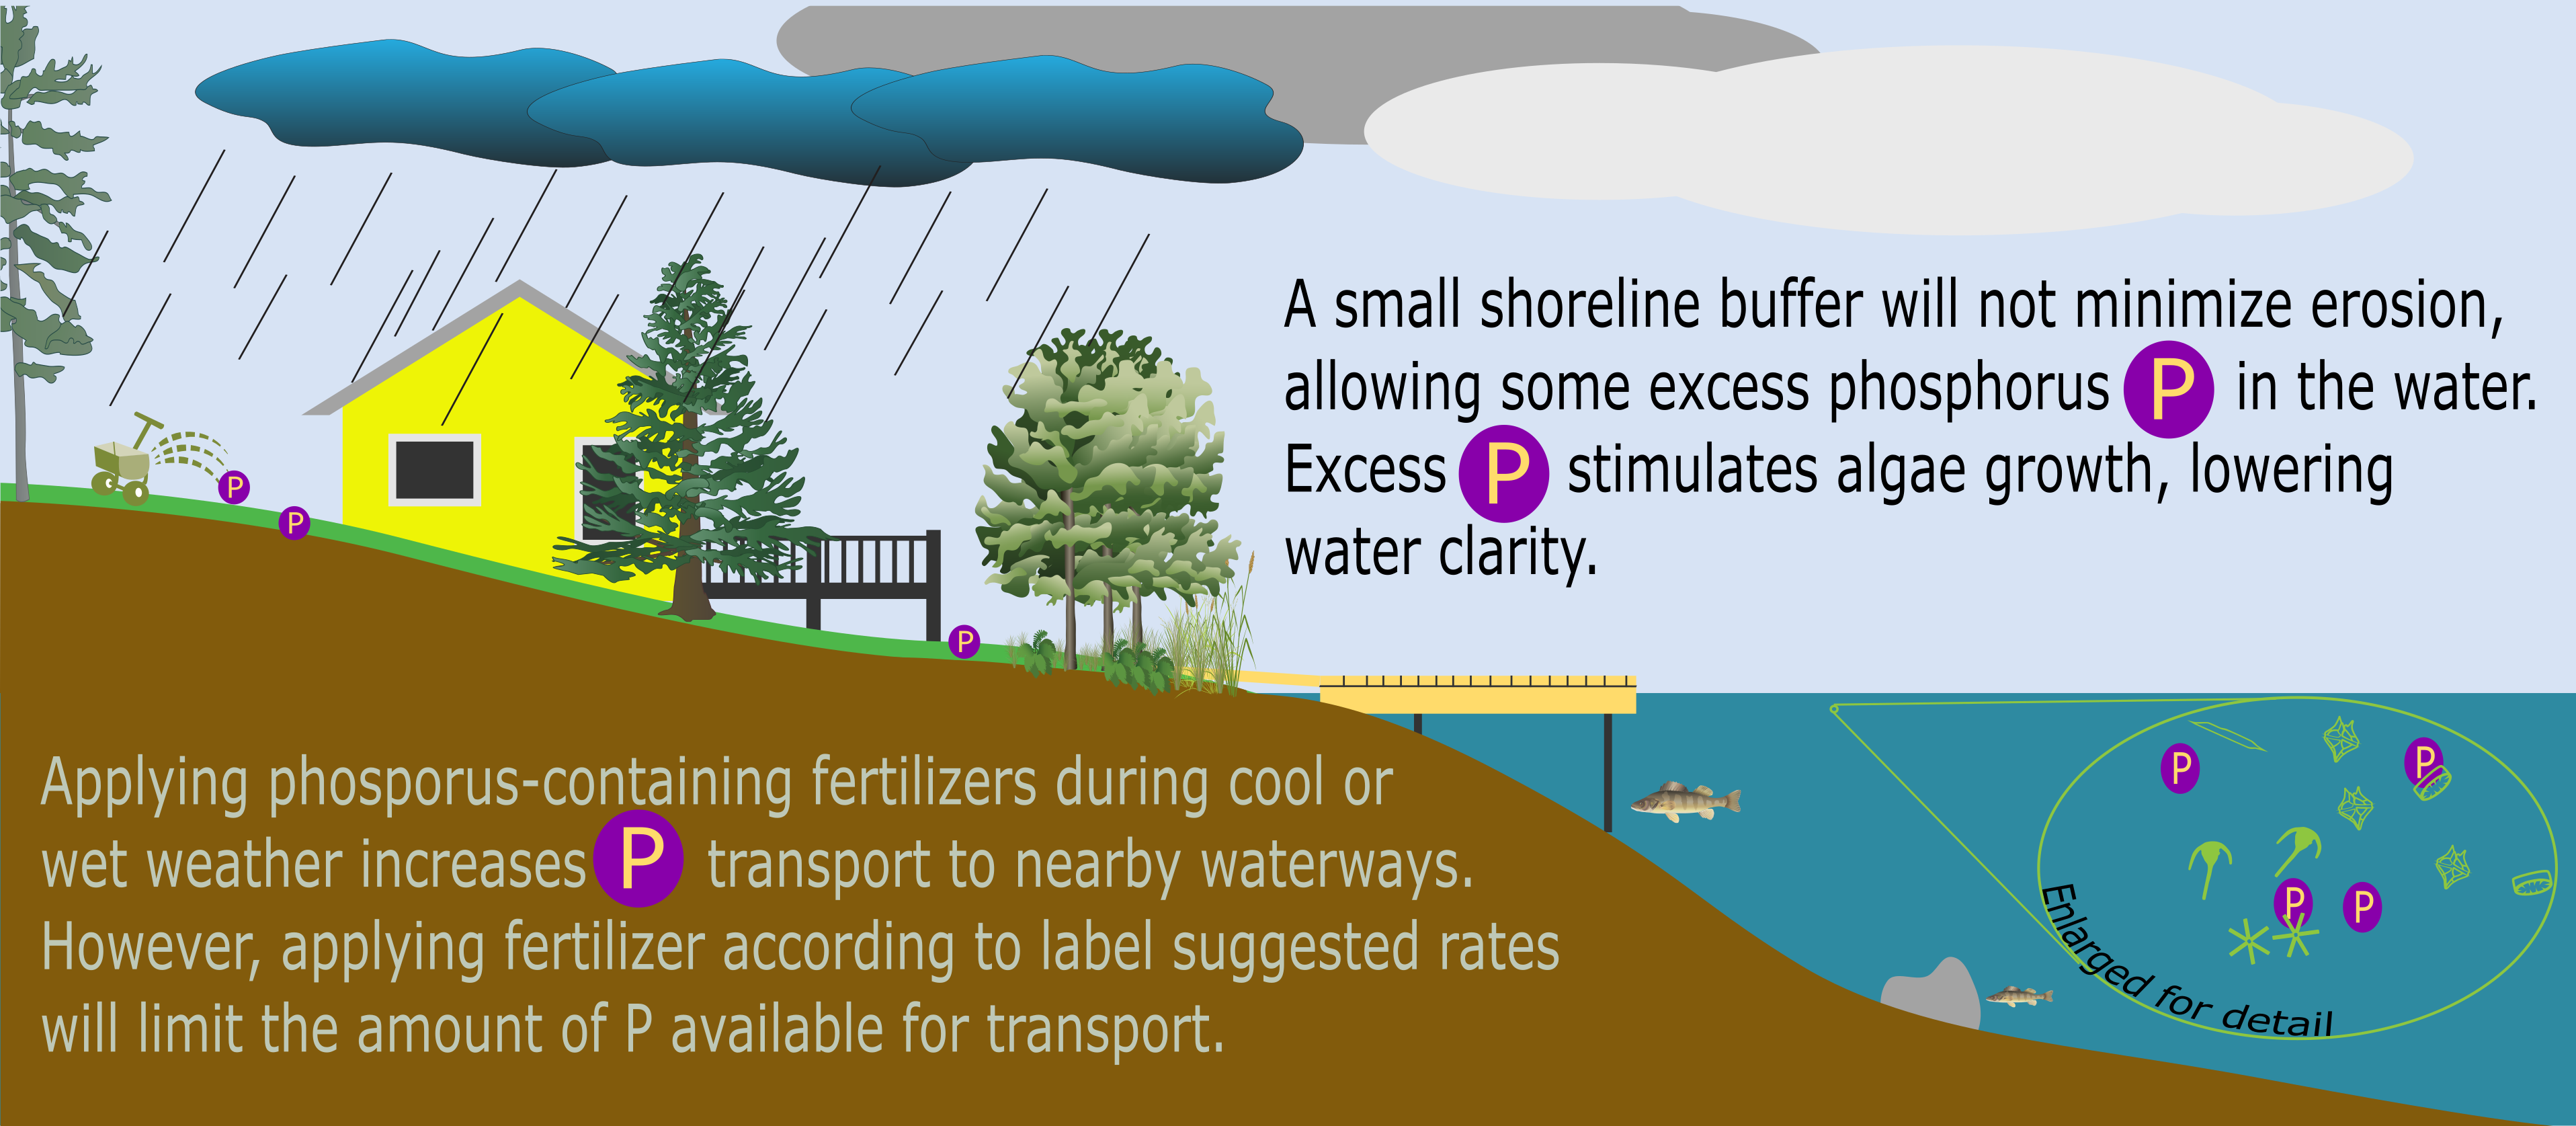 A small shoreline buffer will not minimize erosion,
allowing some excess phosphorus P in the water.
Excess P stimulates algae growth, lowering
water clarity.
P
P
P
Applying phosporus-containing fertilizers during cool or
wet weather increases P transport to nearby waterways.
However, applying fertilizer according to label suggested rates
will limit the amount of P available for transport.
P
P
P
P
Enlarged for detail